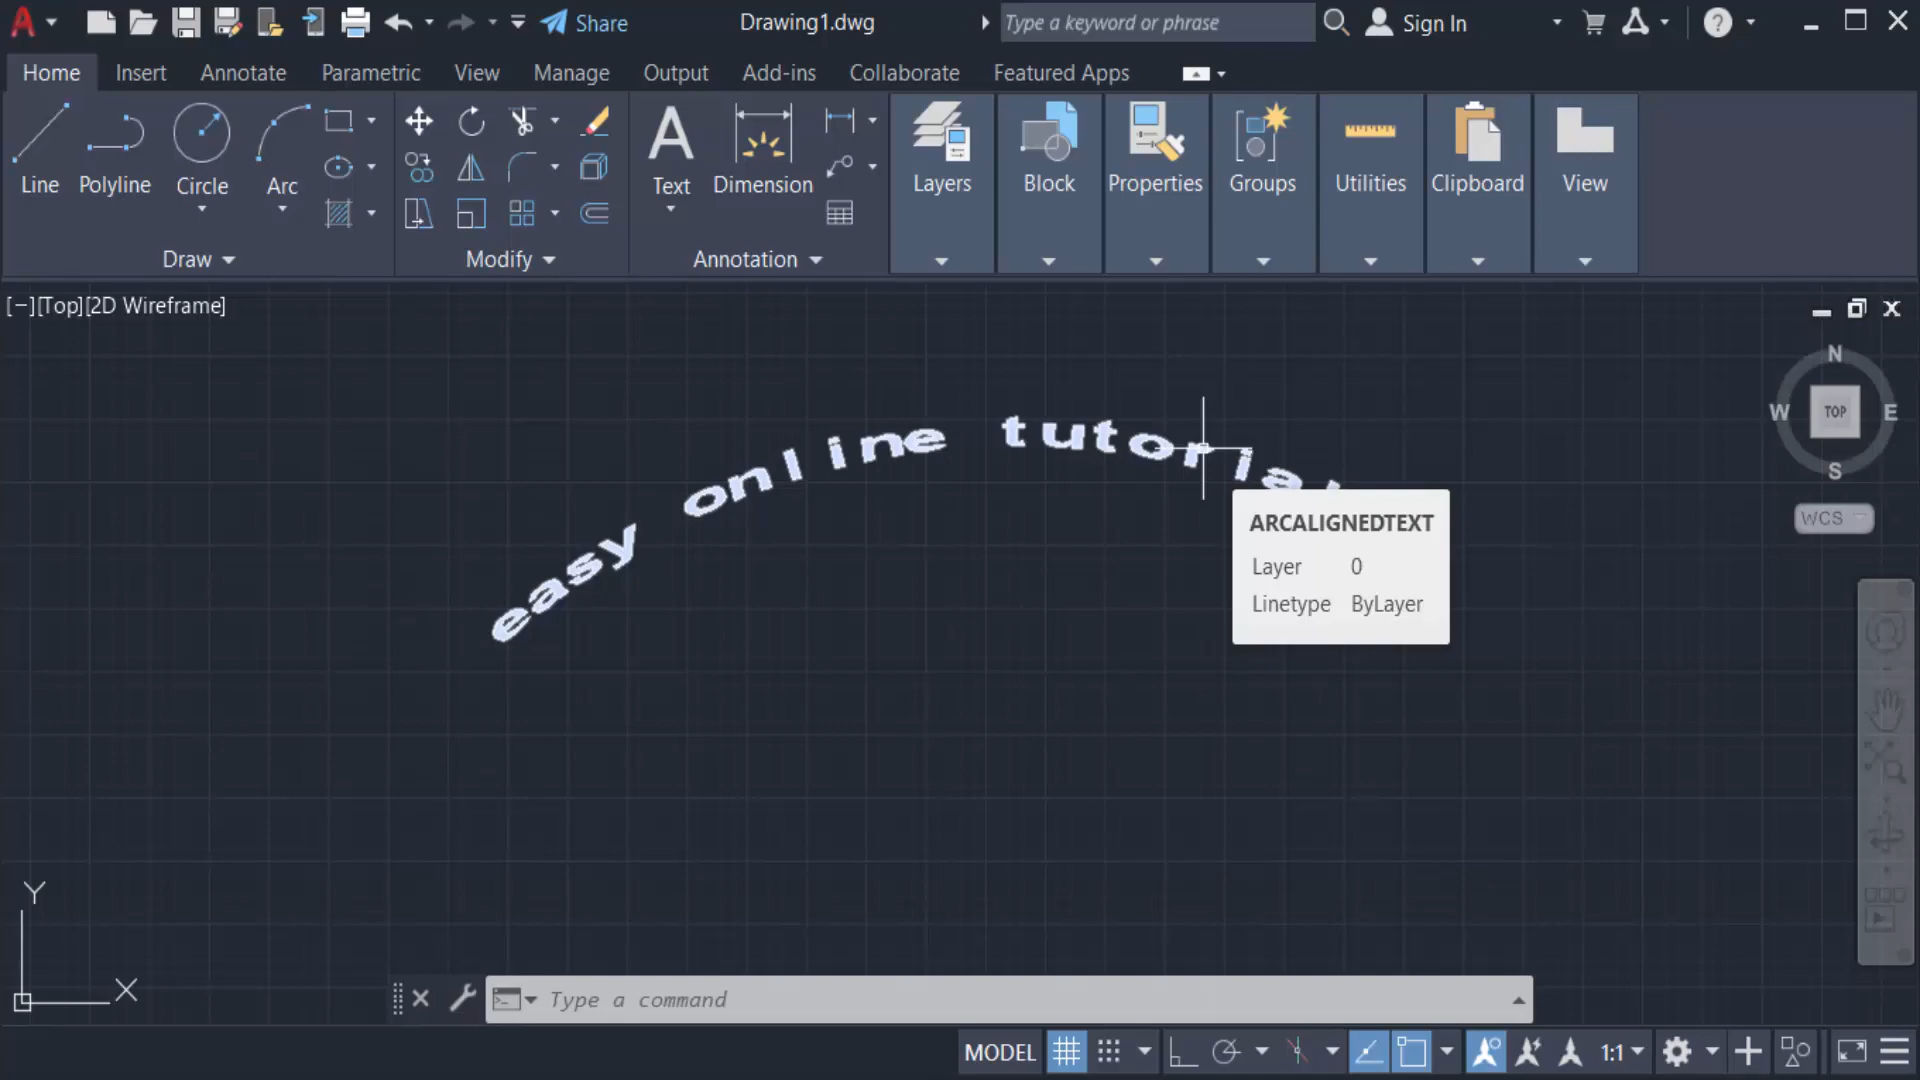 Share
Drawing1.dwg
Type a keyword or phrase
Sign In
Home Insert Annotate Parametric View Manage Output Add-ins Collaborate Featured Apps
Line Polyline Circle Arc
Text Dimension
Layers Block Properties Groups Utilities Clipboard View
Draw Modify Annotation
[−][Top][2D Wireframe]
N
W TOP E
S
WCS
easy online tutorial
ARCALIGNEDTEXT
Layer 0
Linetype ByLayer
Y
X
Type a command
MODEL 1:1